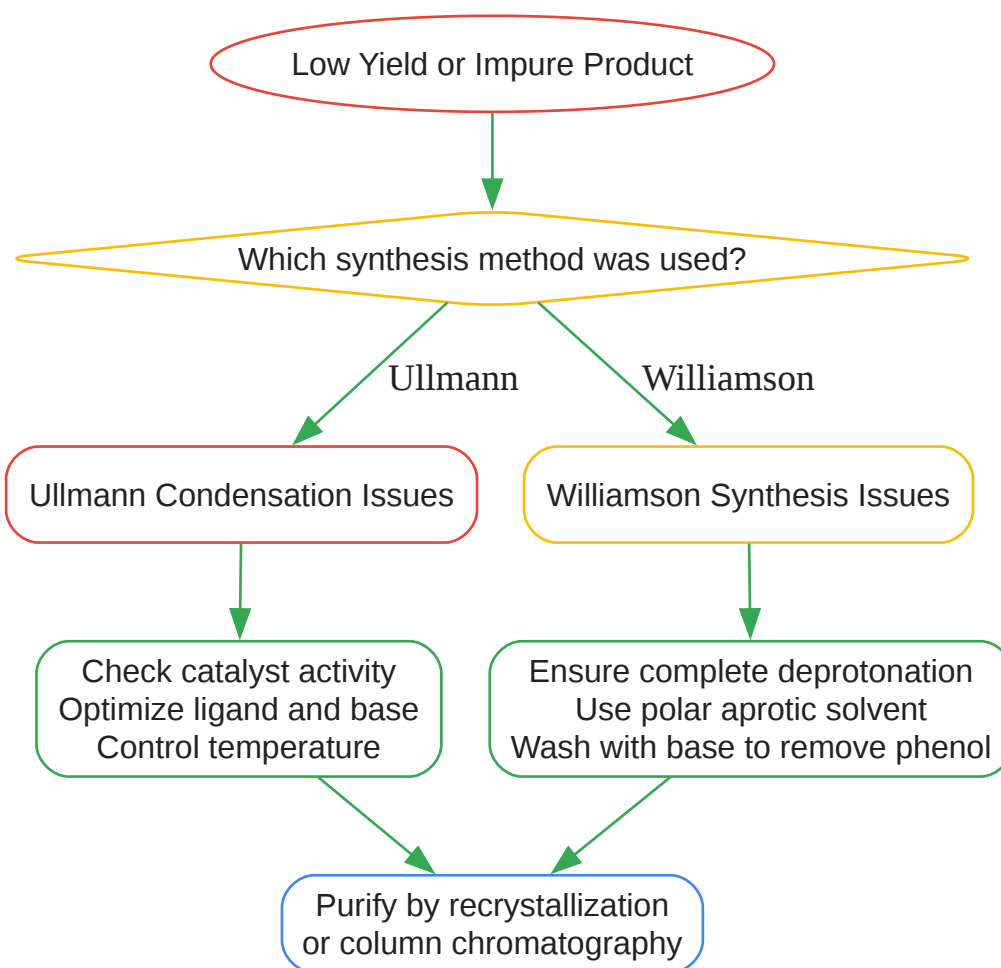 Low Yield or Impure Product
Which synthesis method was used?
Ullmann
Williamson
Ullmann Condensation Issues
Williamson Synthesis Issues
Check catalyst activity
Optimize ligand and base
Control temperature
Ensure complete deprotonation
Use polar aprotic solvent
Wash with base to remove phenol
Purify by recrystallization
or column chromatography